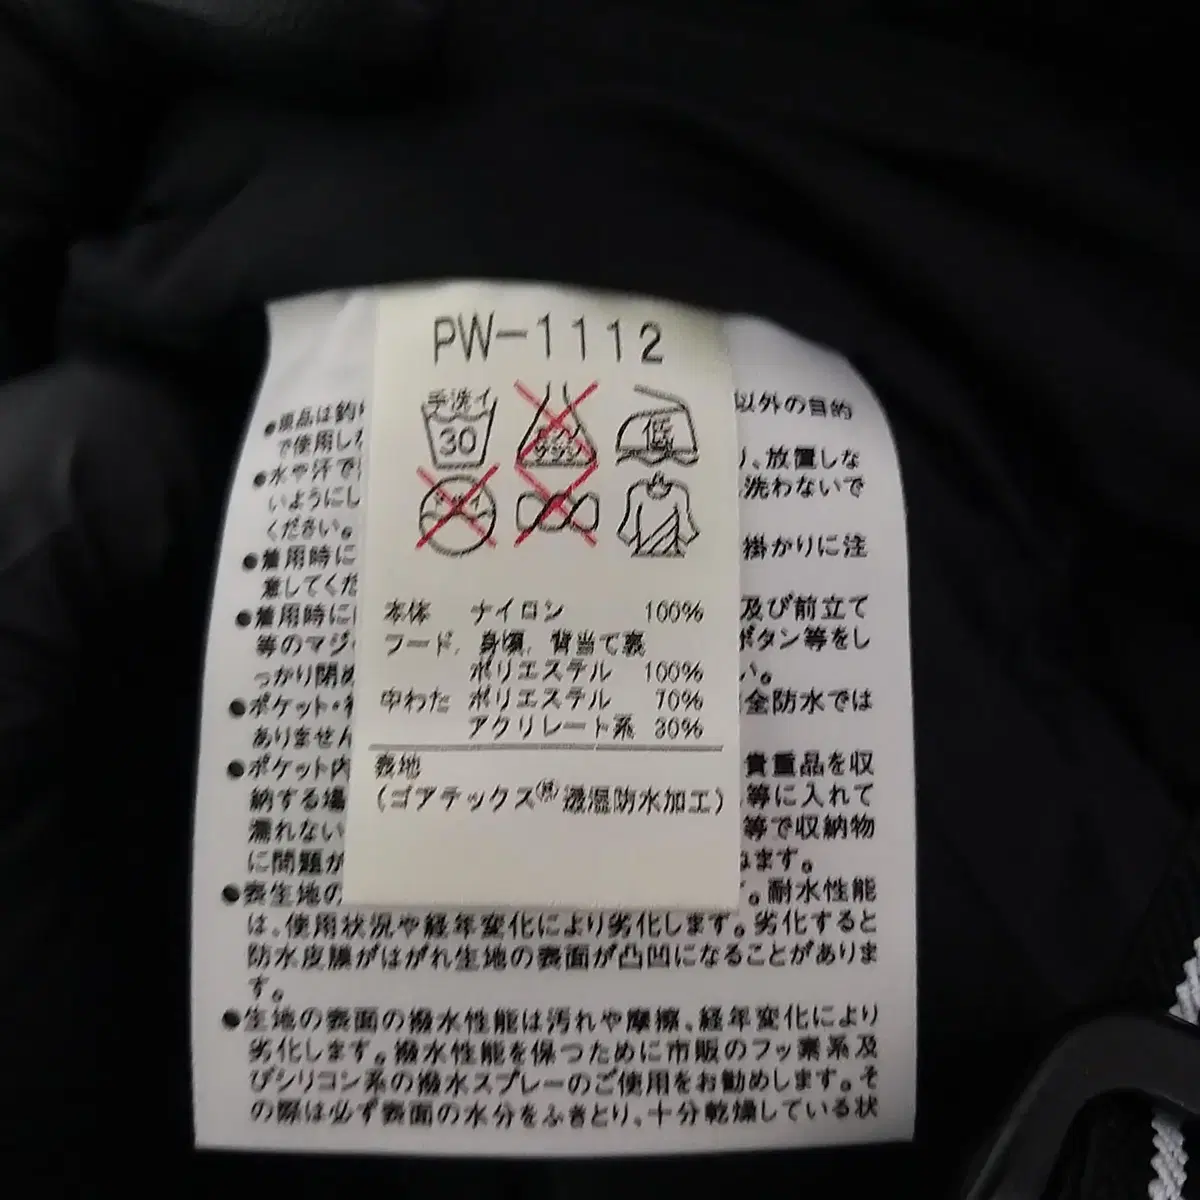 PW-1112
手洗イ
30
エンソ
サラシ
低
ドライ
本体 ナイロン 100%
フード、身頃、背当て裏
ポリエステル 100%
中わた ポリエステル 70%
アクリレート系 30%
表地
(ゴアテックス 透湿防水加工)
以外の目的
で使用し
●水や汗で
り、放置しな
いようにし
洗わないで
ください。
●着用時に
掛かりに注
意してくだ
●着用時に
及び前立て
等のマジ
ボタン等をし
っかり閉め
い。
●ポケット・
全防水では
ありません
●ポケット内
貴重品を収
納する場
等に入れて
濡れない
等で収納物
に問題が
ねます。
●表生地の
。耐水性能
は、使用状況や経年変化により劣化します。劣化すると
防水皮膜がはがれ生地の表面が凸凹になることがありま
す。
●生地の表面の撥水性能は汚れや摩擦、経年変化により
劣化します。撥水性能を保つために市販のフッ素系及
びシリコン系の撥水スプレーのご使用をお勧めします。そ
の際は必ず表面の水分をふきとり、十分乾燥している状